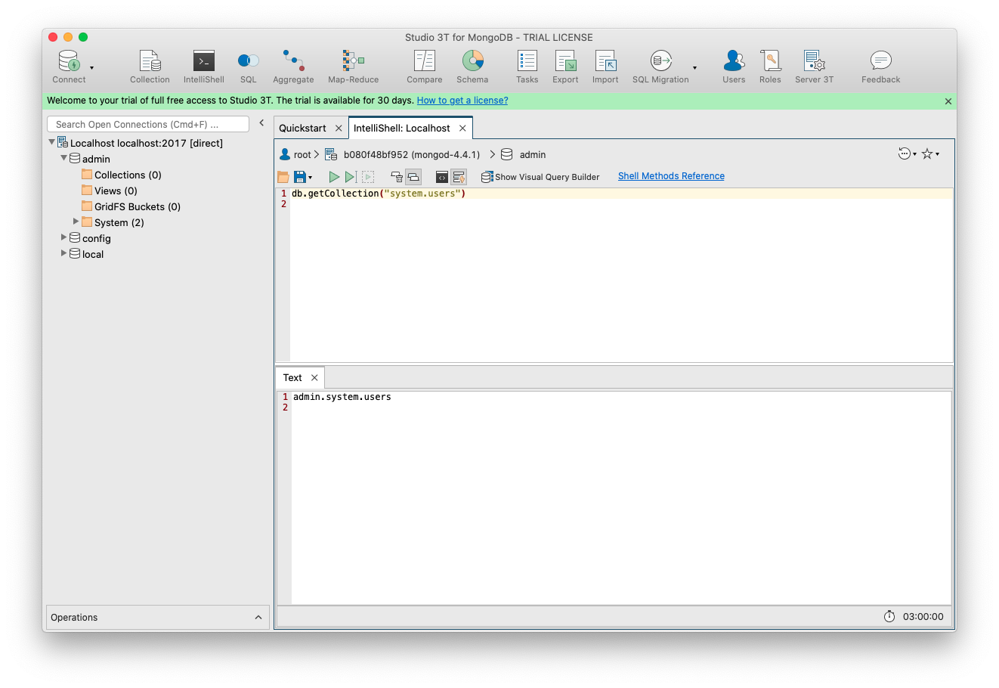 Studio 3T for MongoDB - TRIAL LICENSE
Connect Collection IntelliShell SQL Aggregate Map-Reduce Compare Schema Tasks Export Import SQL Migration Users Roles Server 3T Feedback
Welcome to your trial of full free access to Studio 3T. The trial is available for 30 days. How to get a license?
Search Open Connections (Cmd+F) ...
Localhost localhost:2017 [direct]
admin
Collections (0)
Views (0)
GridFS Buckets (0)
System (2)
config
local
Operations
Quickstart IntelliShell: Localhost
root b080f48bf952 (mongod-4.4.1) admin
Show Visual Query Builder Shell Methods Reference
1 db.getCollection("system.users")
2
Text
1 admin.system.users
2
03:00:00